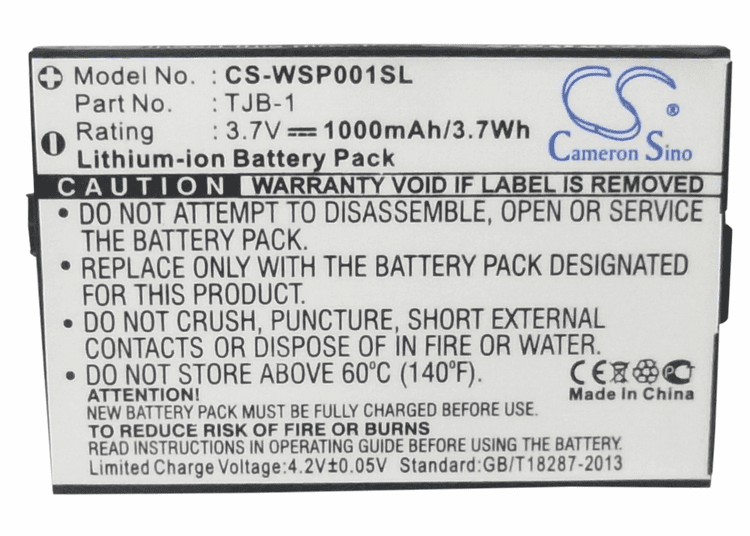 Model No. : CS-WSP001SL
Part No. : TJB-1
Rating : 3.7V⎓1000mAh/3.7Wh
Lithium-ion Battery Pack
CS®
Cameron Sino
CAUTION WARRANTY VOID IF LABEL IS REMOVED
• DO NOT ATTEMPT TO DISASSEMBLE, OPEN OR SERVICE
THE BATTERY PACK.
• REPLACE ONLY WITH THE BATTERY PACK DESIGNATED
FOR THIS PRODUCT.
• DO NOT CRUSH, PUNCTURE, SHORT EXTERNAL
CONTACTS OR DISPOSE OF IN FIRE OR WATER.
• DO NOT STORE ABOVE 60°C (140°F).
CE
Made In China
ATTENTION!
NEW BATTERY PACK MUST BE FULLY CHARGED BEFORE USE.
TO REDUCE RISK OF FIRE OR BURNS
READ INSTRUCTIONS IN OPERATING GUIDE BEFORE USING BATTERY.
Limited Charge Voltage:4.2V±0.05V Standard:GB/T18287-2013